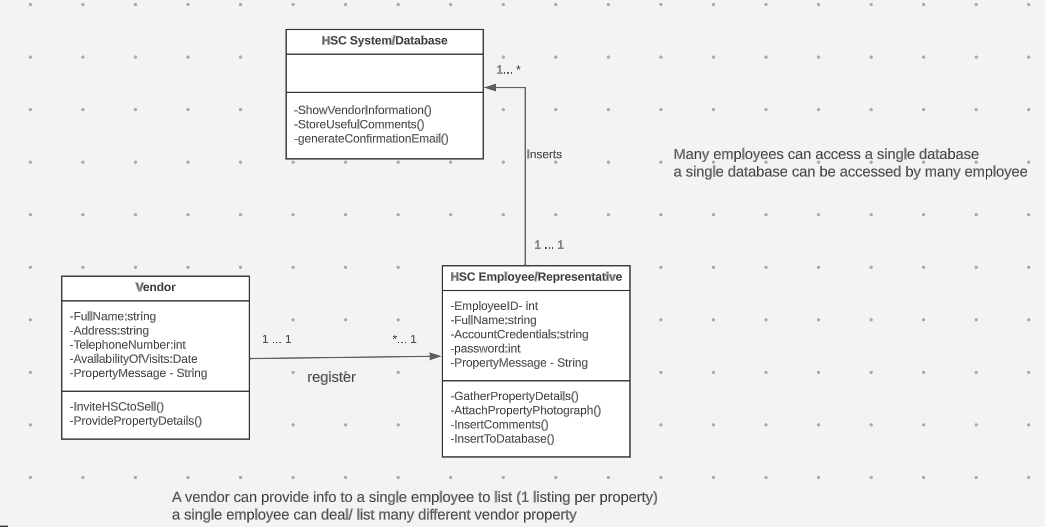 HSC System/Database
-ShowVendorInformation()
-StoreUsefulComments()
-generateConfirmationEmail()
1... *
Inserts
Many employees can access a single database
a single database can be accessed by many employee
1 ... 1
HSC Employee/Representative
-EmployeeID- int
-FullName:string
-AccountCredentials:string
-password:int
-PropertyMessage - String
-GatherPropertyDetails()
-AttachPropertyPhotograph()
-InsertComments()
-InsertToDatabase()
Vendor
-FullName:string
-Address:string
-TelephoneNumber:int
-AvailabilityOfVisits:Date
-PropertyMessage - String
-InviteHSCtoSell()
-ProvidePropertyDetails()
1 ... 1
*... 1
register
A vendor can provide info to a single employee to list (1 listing per property)
a single employee can deal/ list many different vendor property